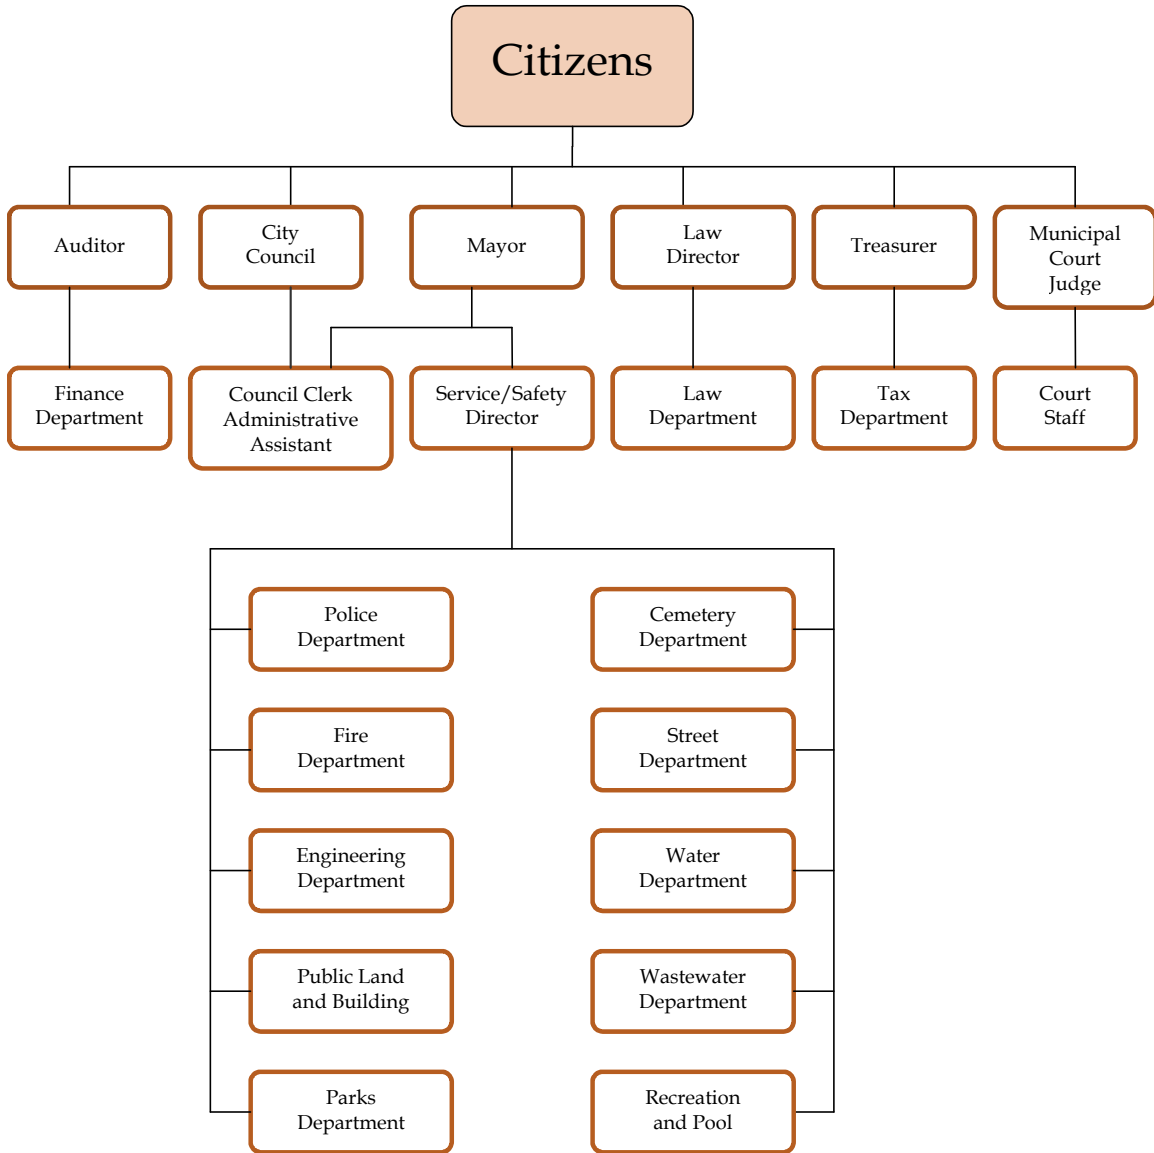 Citizens
Auditor
City
Council
Mayor
Law
Director
Treasurer
Municipal
Court
Judge
Finance
Department
Council Clerk
Administrative
Assistant
Service/Safety
Director
Law
Department
Tax
Department
Court
Staff
Police
Department
Cemetery
Department
Fire
Department
Street
Department
Engineering
Department
Water
Department
Public Land
and Building
Wastewater
Department
Parks
Department
Recreation
and Pool